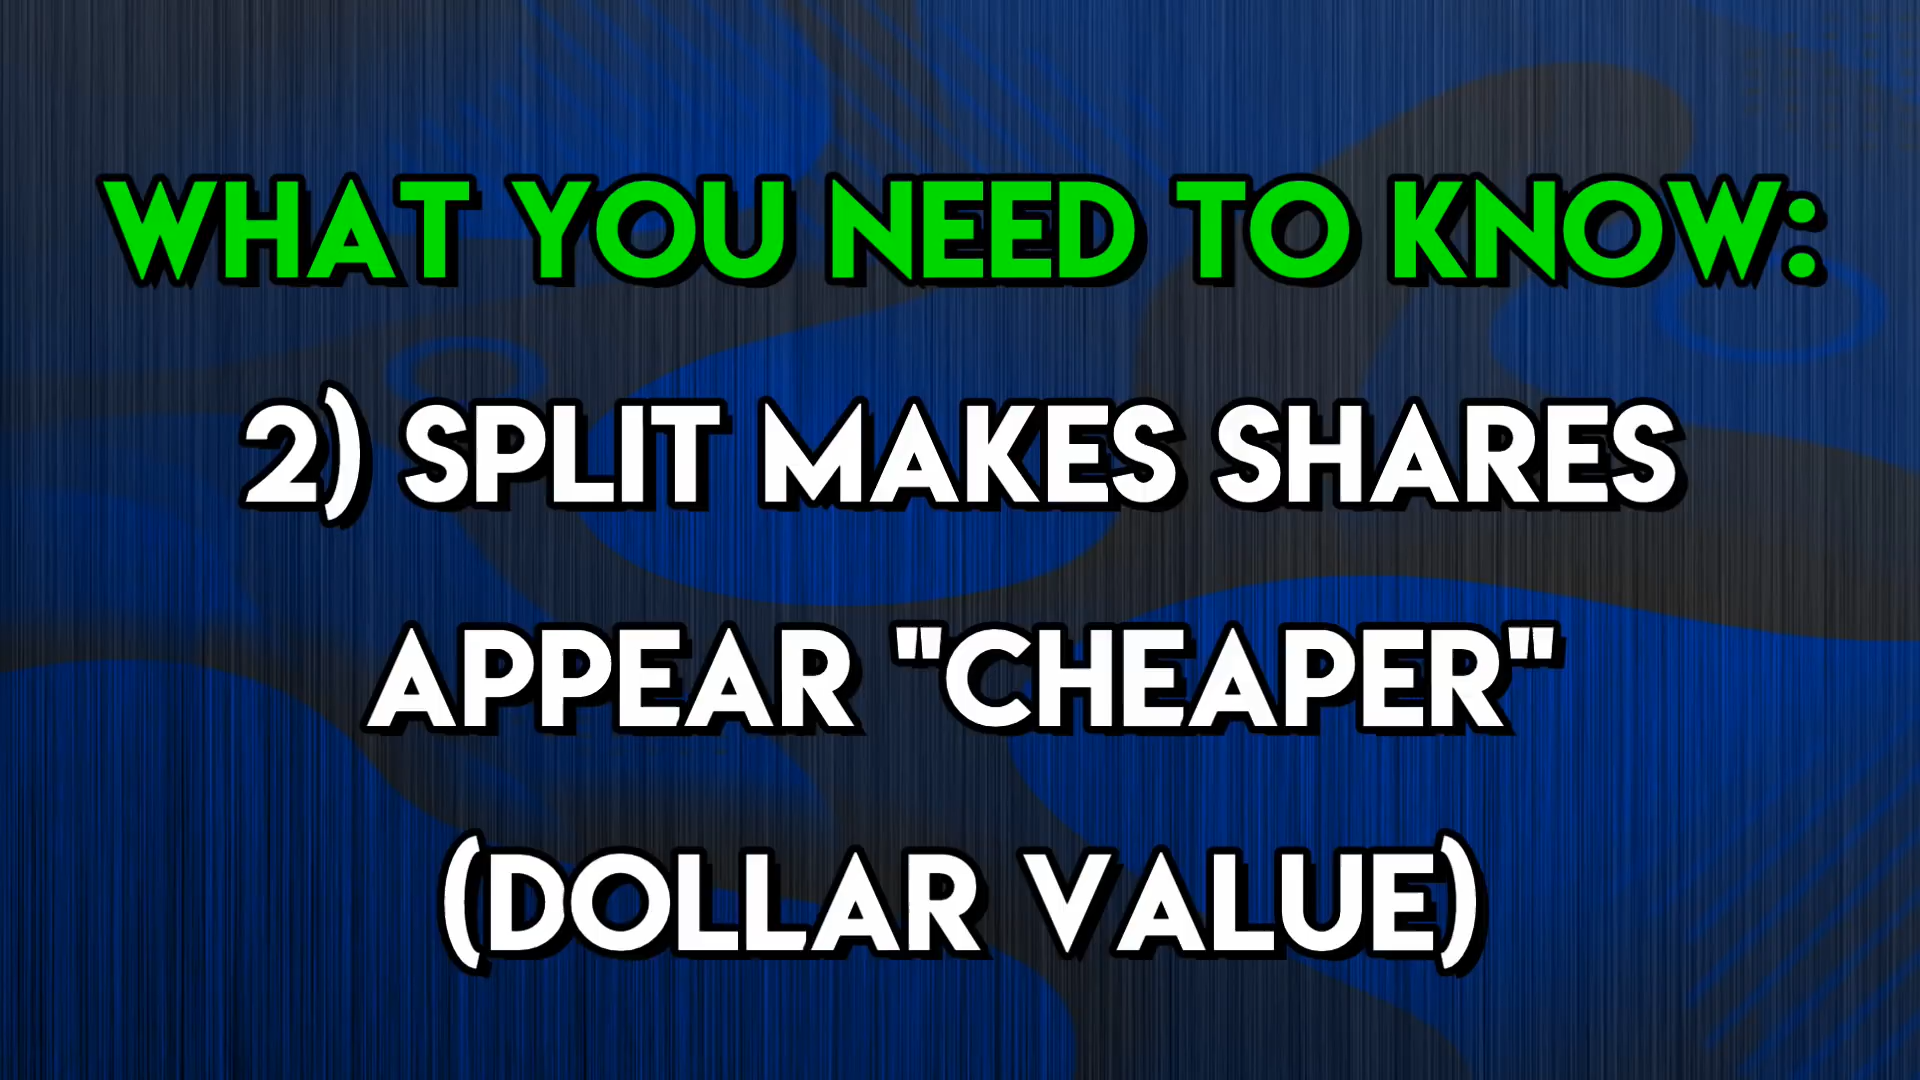 WHAT YOU NEED TO KNOW:
2) SPLIT MAKES SHARES
APPEAR "CHEAPER"
(DOLLAR VALUE)